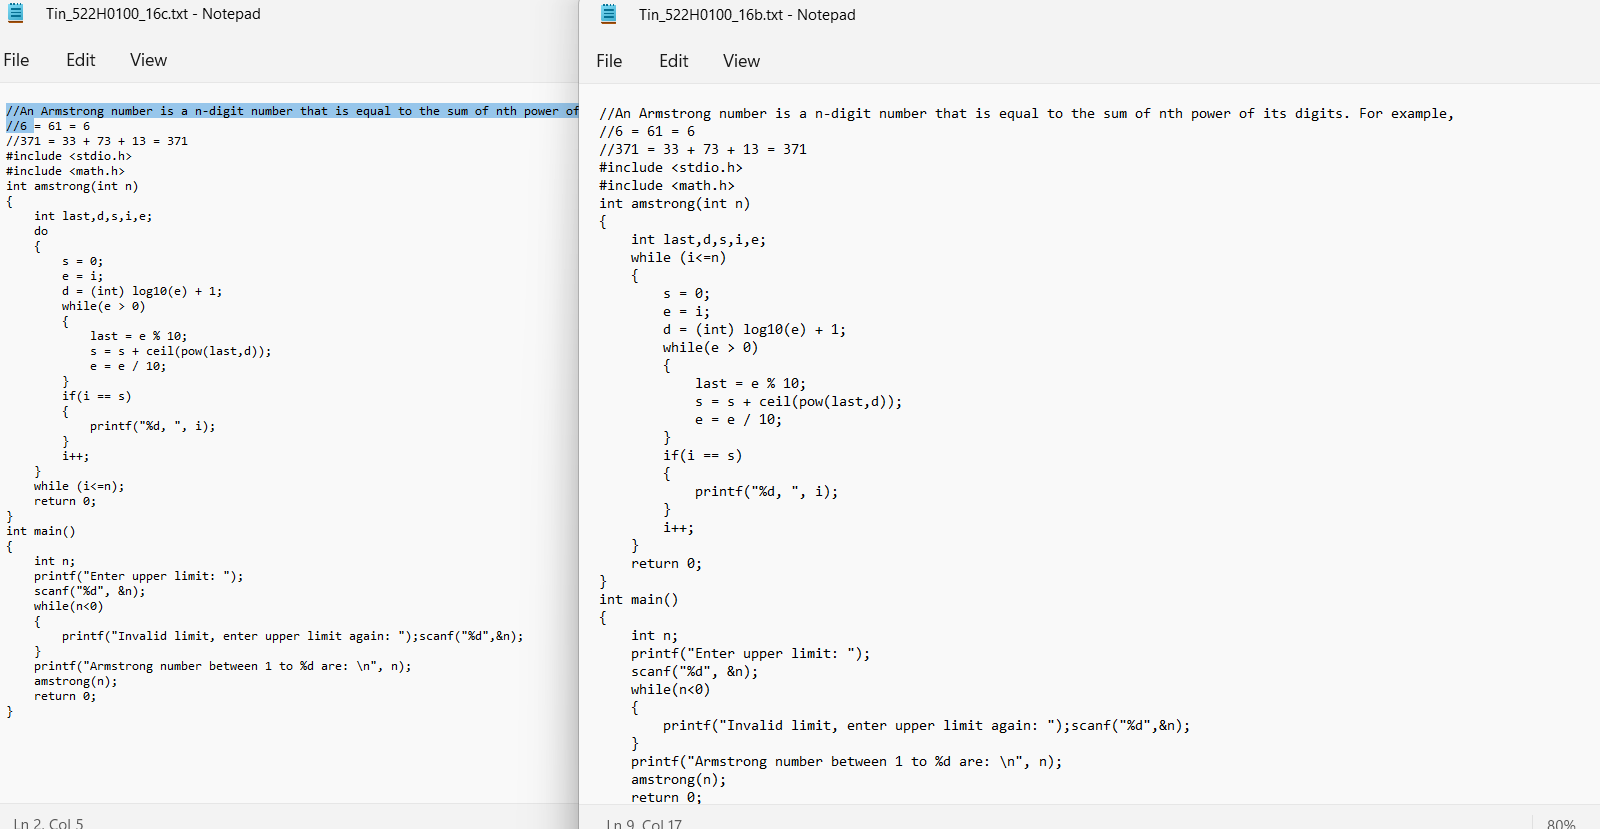 Tin_522H0100_16c.txt - Notepad
File Edit View
//An Armstrong number is a n-digit number that is equal to the sum of nth power of
//6 = 61 = 6
//371 = 33 + 73 + 13 = 371
#include <stdio.h>
#include <math.h>
int amstrong(int n)
{
    int last,d,s,i,e;
    do
    {
        s = 0;
        e = i;
        d = (int) log10(e) + 1;
        while(e > 0)
        {
            last = e % 10;
            s = s + ceil(pow(last,d));
            e = e / 10;
        }
        if(i == s)
        {
            printf("%d, ", i);
        }
        i++;
    }
    while (i<=n);
    return 0;
}
int main()
{
    int n;
    printf("Enter upper limit: ");
    scanf("%d", &n);
    while(n<0)
    {
        printf("Invalid limit, enter upper limit again: ");scanf("%d",&n);
    }
    printf("Armstrong number between 1 to %d are: \n", n);
    amstrong(n);
    return 0;
}
Ln 2, Col 5
Tin_522H0100_16b.txt - Notepad
File Edit View
//An Armstrong number is a n-digit number that is equal to the sum of nth power of its digits. For example,
//6 = 61 = 6
//371 = 33 + 73 + 13 = 371
#include <stdio.h>
#include <math.h>
int amstrong(int n)
{
    int last,d,s,i,e;
    while (i<=n)
    {
        s = 0;
        e = i;
        d = (int) log10(e) + 1;
        while(e > 0)
        {
            last = e % 10;
            s = s + ceil(pow(last,d));
            e = e / 10;
        }
        if(i == s)
        {
            printf("%d, ", i);
        }
        i++;
    }
    return 0;
}
int main()
{
    int n;
    printf("Enter upper limit: ");
    scanf("%d", &n);
    while(n<0)
    {
        printf("Invalid limit, enter upper limit again: ");scanf("%d",&n);
    }
    printf("Armstrong number between 1 to %d are: \n", n);
    amstrong(n);
    return 0;
Ln 9, Col 17
80%